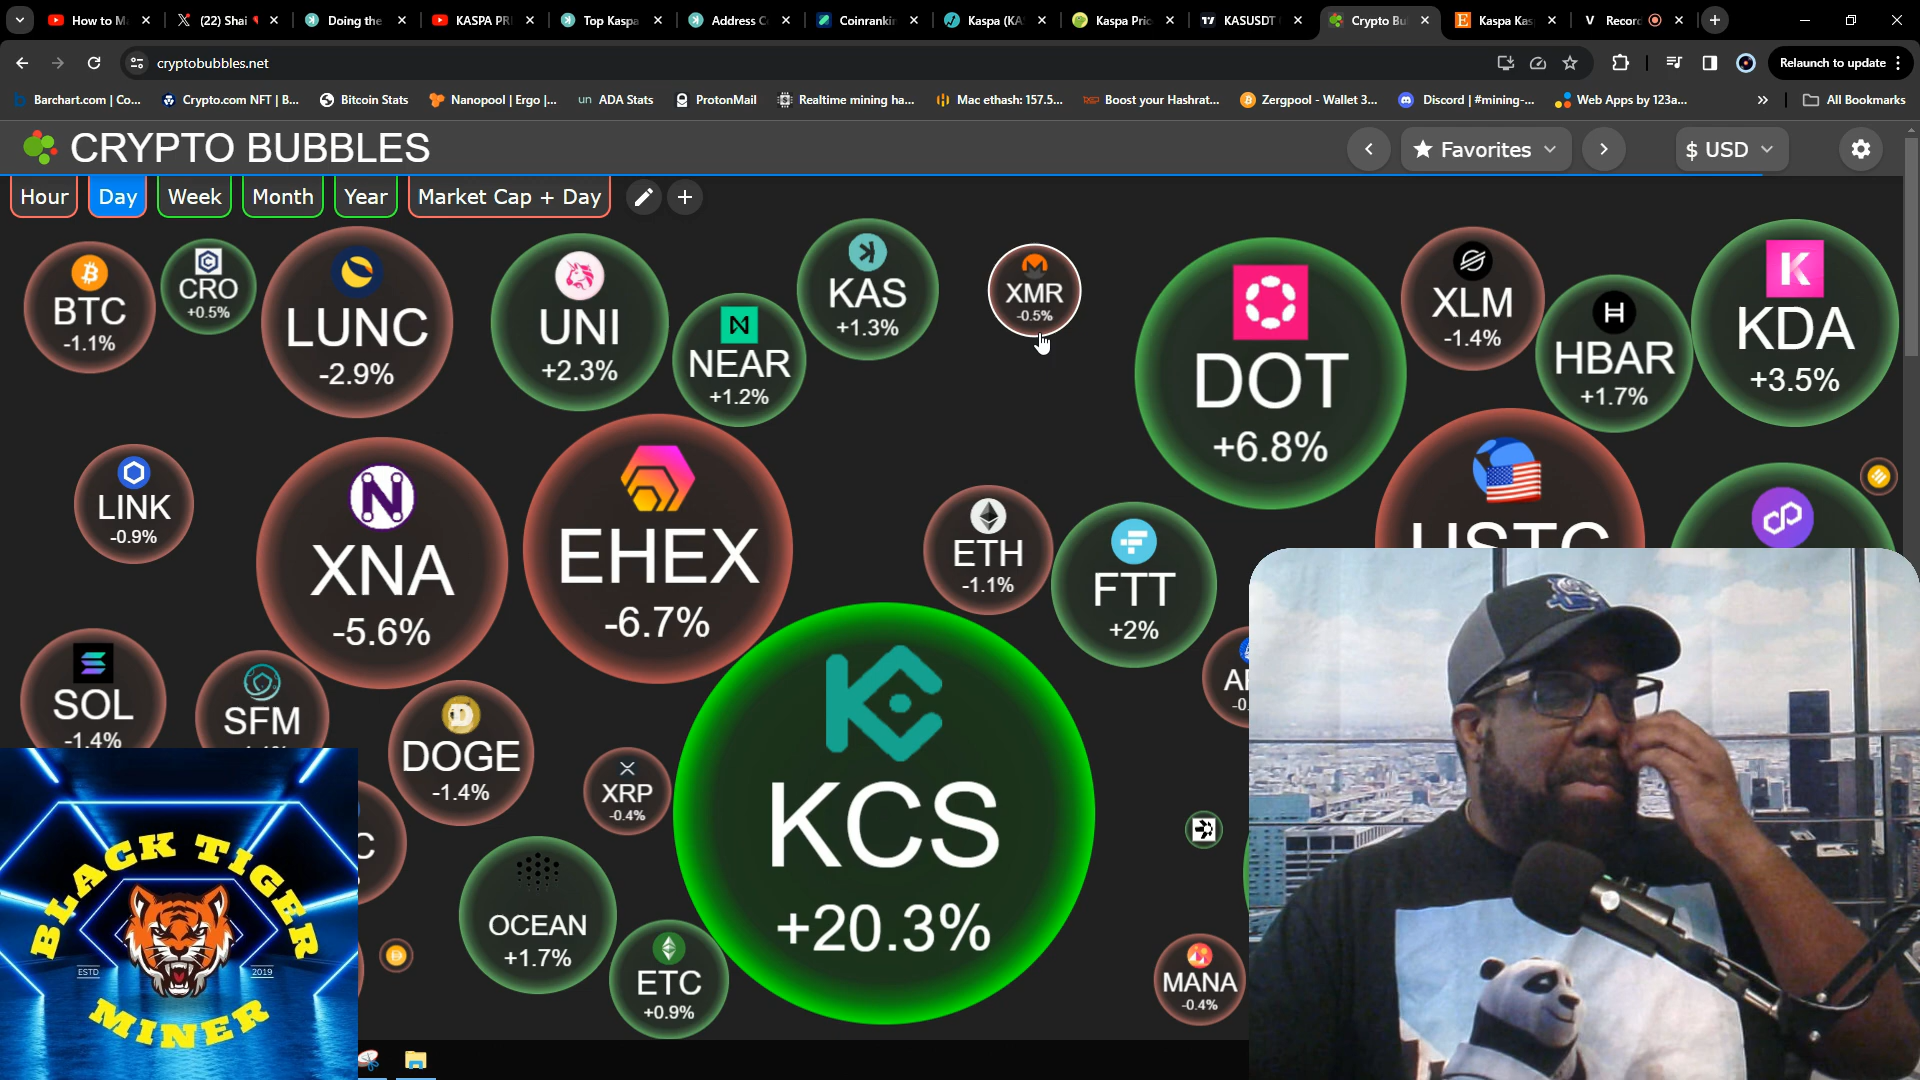 How to M
(22) Shai
Doing the
KASPA PR
Top Kaspa
Address C
Coinrankin
Kaspa (KA
Kaspa Pric
KASUSDT
Crypto Bu
Kaspa Kas
Record
cryptobubbles.net
Relaunch to update
Barchart.com | Co...
Crypto.com NFT | B...
Bitcoin Stats
Nanopool | Ergo |...
un ADA Stats
ProtonMail
Realtime mining ha...
Mac ethash: 157.5...
Boost your Hashrat...
Zergpool - Wallet 3...
Discord | #mining-...
Web Apps by 123a...
All Bookmarks
CRYPTO BUBBLES
Favorites
$ USD
Hour
Day
Week
Month
Year
Market Cap + Day
BTC
-1.1%
CRO
+0.5%
LUNC
-2.9%
UNI
+2.3%
NEAR
+1.2%
KAS
+1.3%
XMR
-0.5%
DOT
+6.8%
XLM
-1.4%
HBAR
+1.7%
KDA
+3.5%
LINK
-0.9%
XNA
-5.6%
EHEX
-6.7%
ETH
-1.1%
FTT
+2%
USTC
SOL
-1.4%
SFM
DOGE
-1.4%
XRP
-0.4%
KCS
+20.3%
OCEAN
+1.7%
ETC
+0.9%
MANA
-0.4%
BLACK TIGER
ESTD
2019
MINER